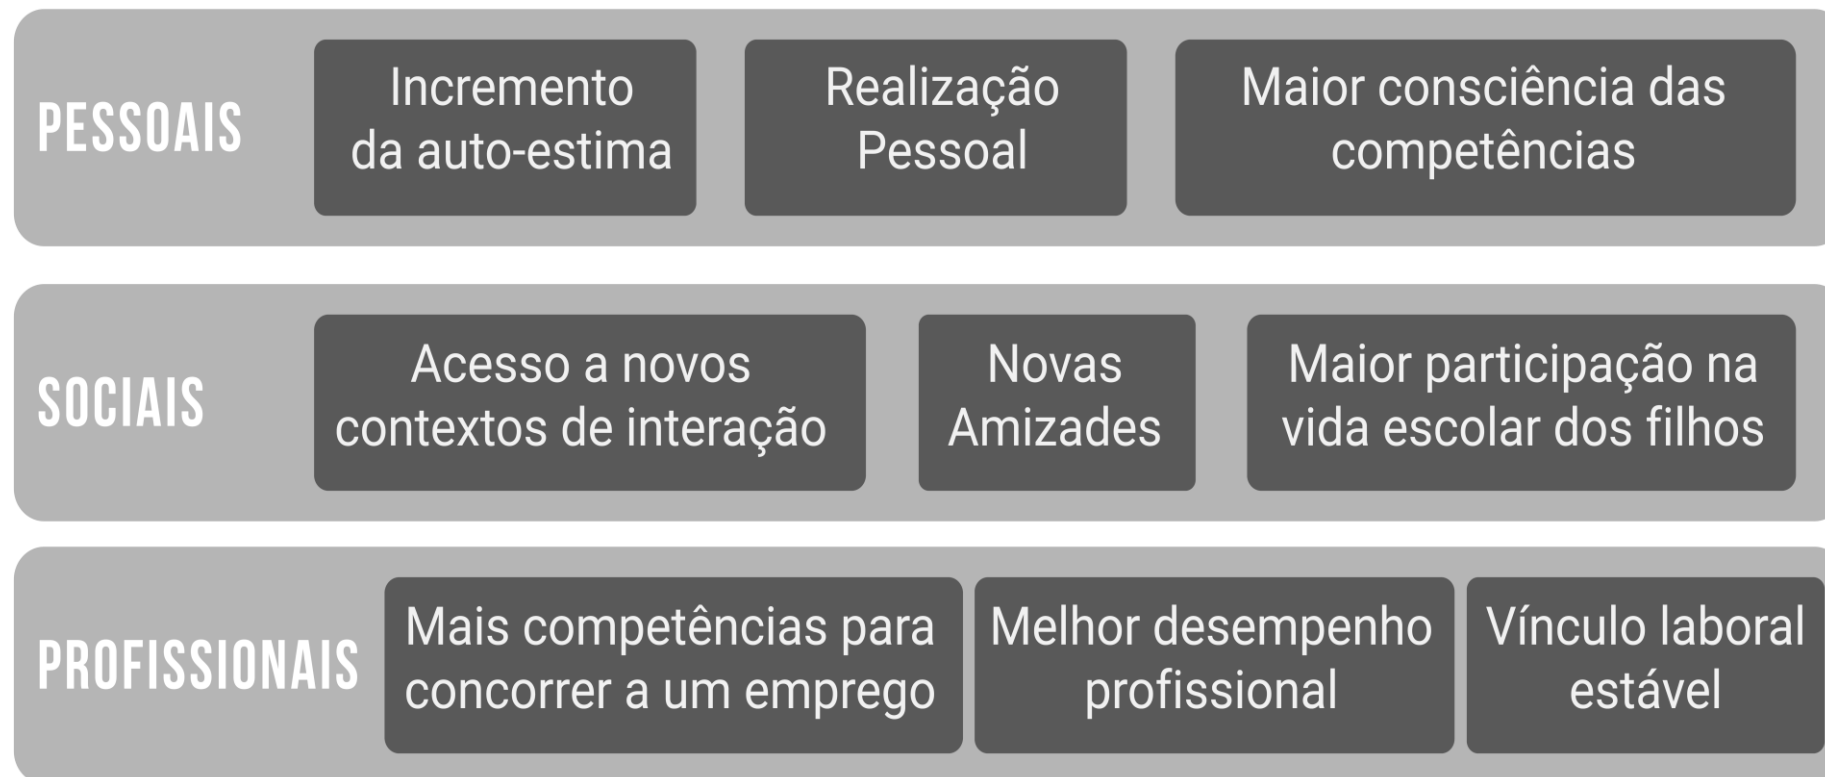 PESSOAIS
Incremento
da auto-estima
Realização
Pessoal
Maior consciência das
competências
SOCIAIS
Acesso a novos
contextos de interação
Novas
Amizades
Maior participação na
vida escolar dos filhos
PROFISSIONAIS
Mais competências para
concorrer a um emprego
Melhor desempenho
profissional
Vínculo laboral
estável